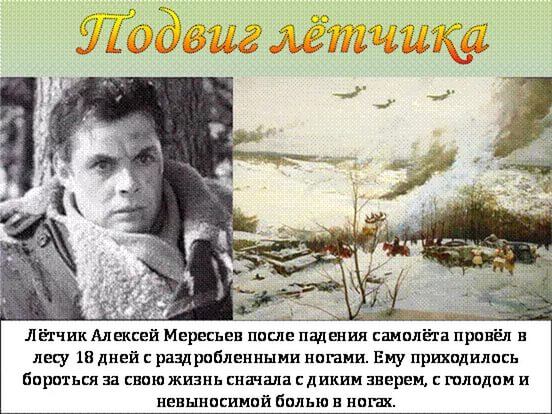 Подвиг лётчика
Лётчик Алексей Мересьев после падения самолёта провёл в
лесу 18 дней с раздробленными ногами. Ему приходилось
бороться за свою жизнь сначала с диким зверем, с голодом и
невыносимой болью в ногах.